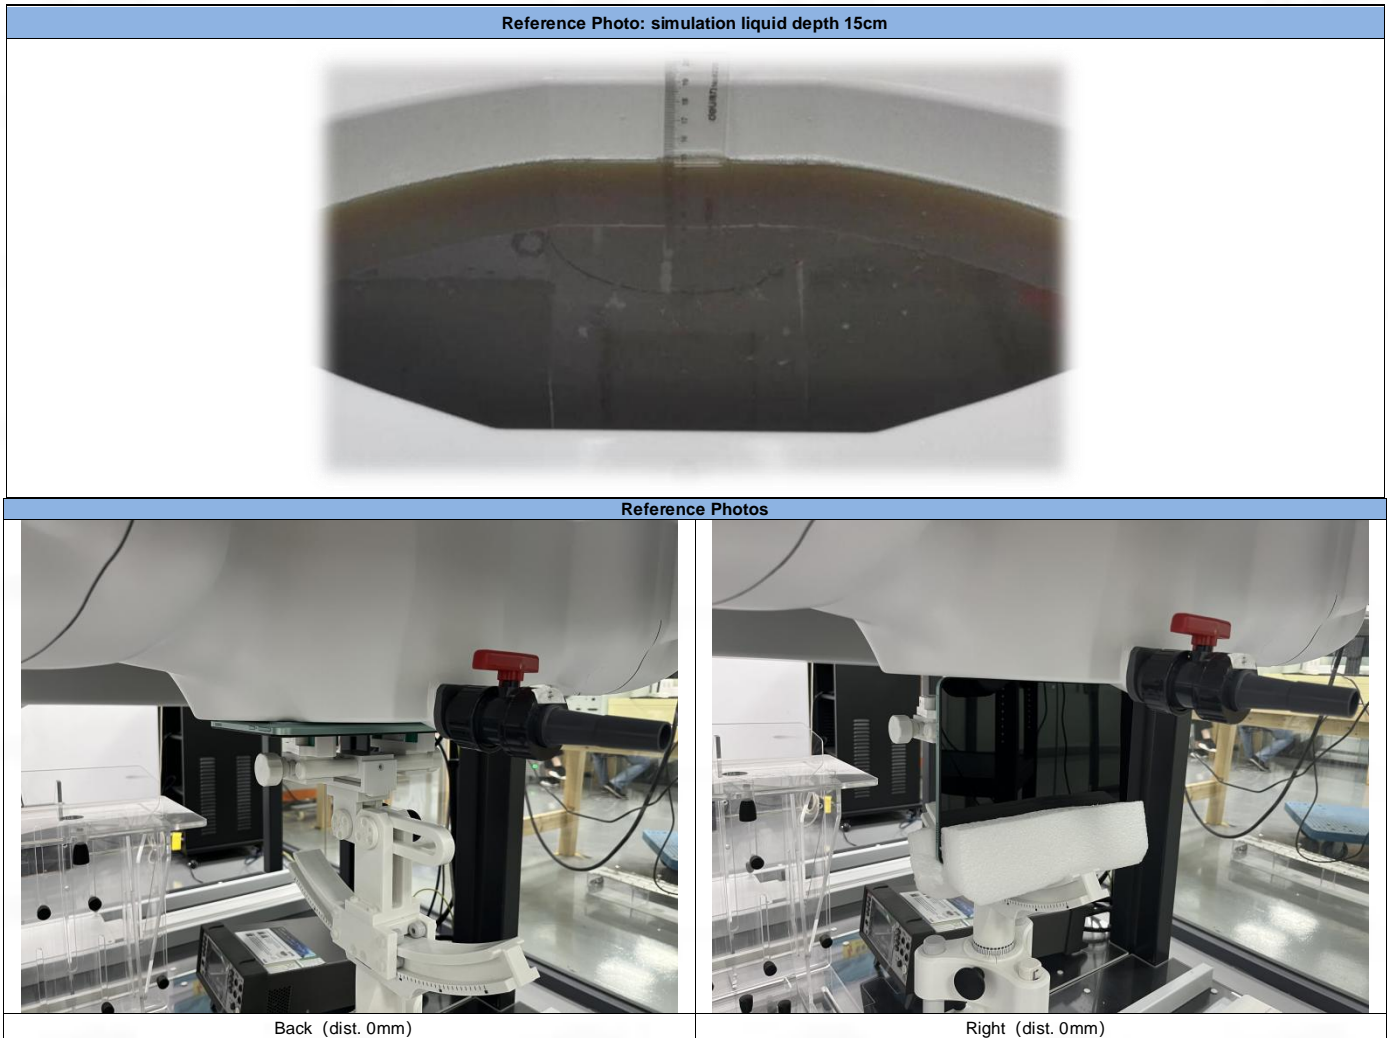 Reference Photo: simulation liquid depth 15cm
Reference Photos
Back (dist. 0mm)
Right (dist. 0mm)